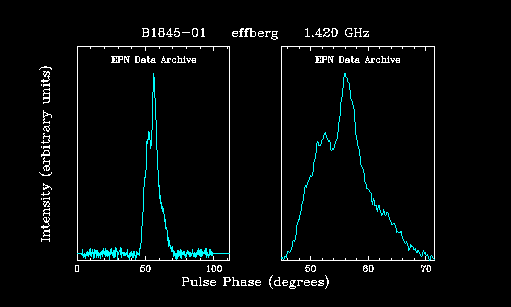 B1845-01 effberg 1.420 GHz
EPN Data Archive EPN Data Archive
Intensity (arbitrary units)
0 50 100 50 60 70
Pulse Phase (degrees)